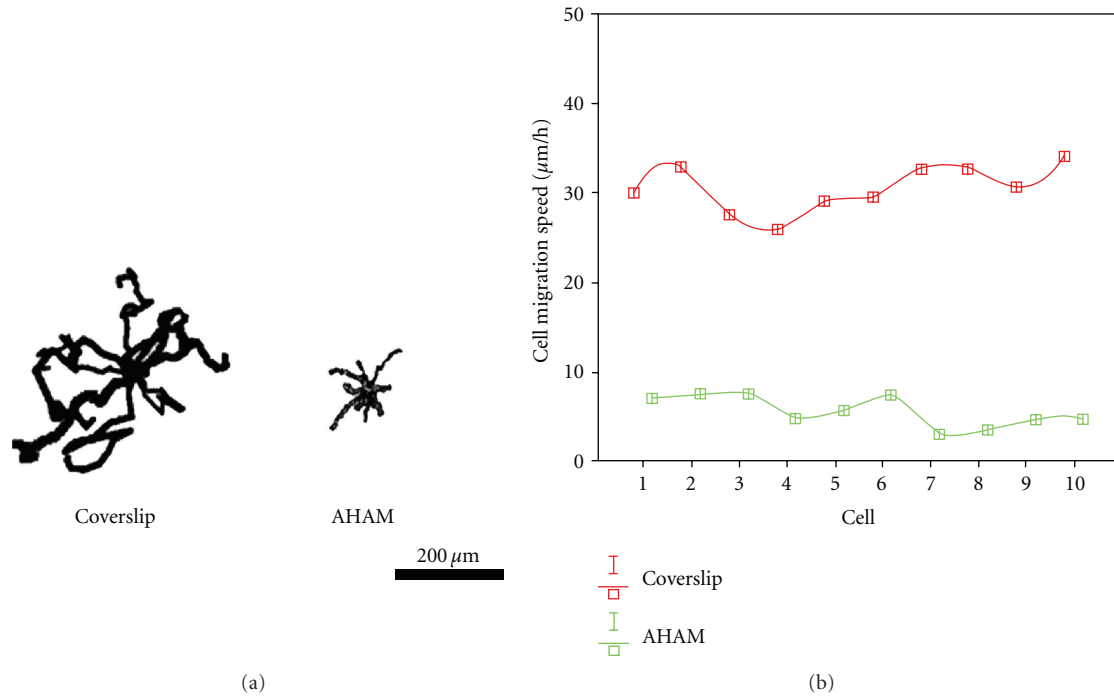 Coverslip
AHAM
200 μm
(a)
Cell migration speed (μm/h)
50
40
30
20
10
0
1 2 3 4 5 6 7 8 9 10
Cell
Coverslip
AHAM
(b)